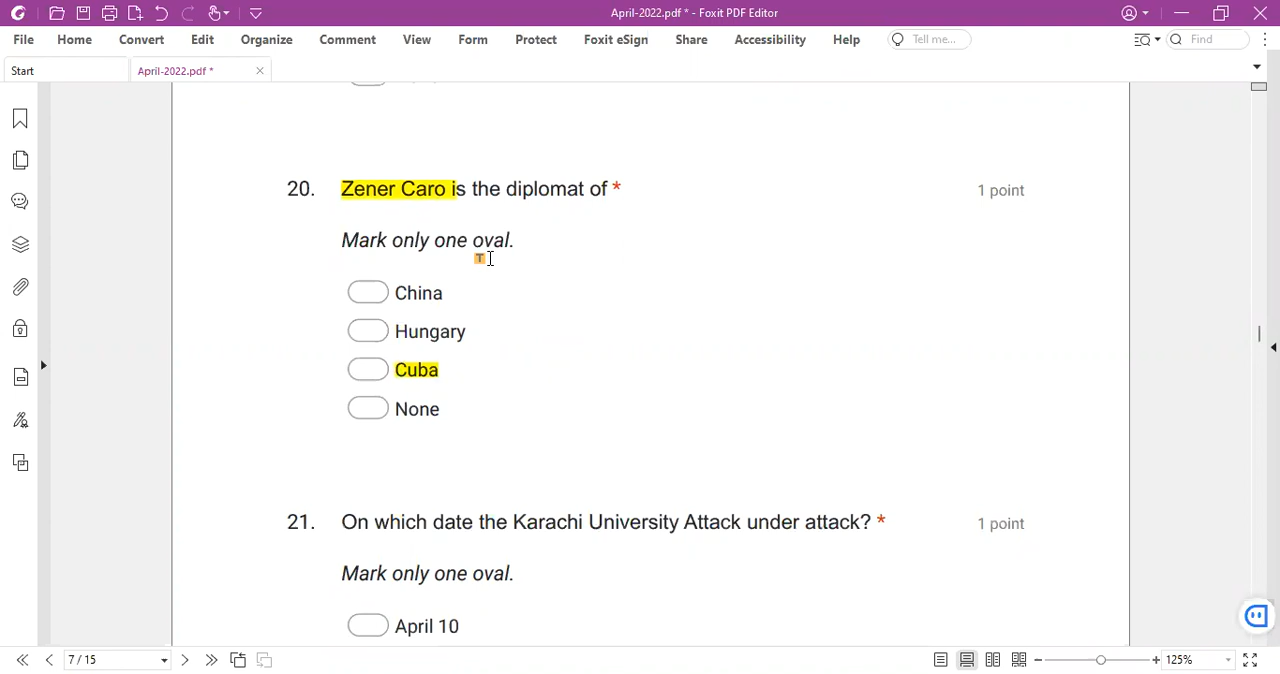 April-2022.pdf * - Foxit PDF Editor
File Home Convert Edit Organize Comment View Form Protect Foxit eSign Share Accessibility Help Tell me... Find
Start April-2022.pdf *
20. Zener Caro is the diplomat of * 1 point
Mark only one oval.
T
China
Hungary
Cuba
None
21. On which date the Karachi University Attack under attack? * 1 point
Mark only one oval.
April 10
7 / 15 125%